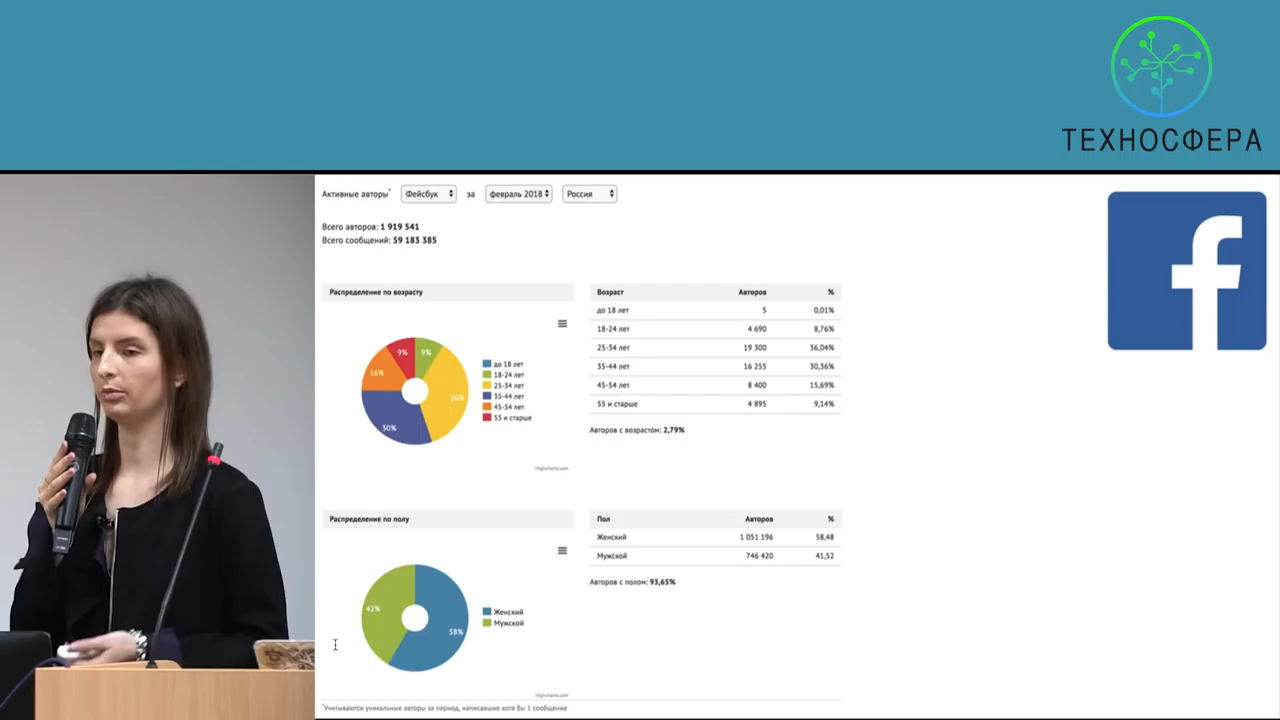 ТЕХНОСФЕРА
Активные авторы* Фейсбук за февраль 2018 Россия
Всего авторов: 1 919 541
Всего сообщений: 59 183 385
Распределение по возрасту
9% 9%
16%
36%
30%
до 18 лет
18-24 лет
25-34 лет
35-44 лет
45-54 лет
55 и старше
Highcharts.com
Возраст Авторов %
до 18 лет 5 0,01%
18-24 лет 4 690 8,76%
25-34 лет 19 300 36,04%
35-44 лет 16 255 30,36%
45-54 лет 8 400 15,69%
55 и старше 4 895 9,14%
Авторов с возрастом: 2,79%
Распределение по полу
42%
58%
Женский
Мужской
Highcharts.com
Пол Авторов %
Женский 1 051 196 58,48
Мужской 746 420 41,52
Авторов с полом: 93,65%
*Учитываются уникальные авторы за период, написавшие хотя бы 1 сообщение
f